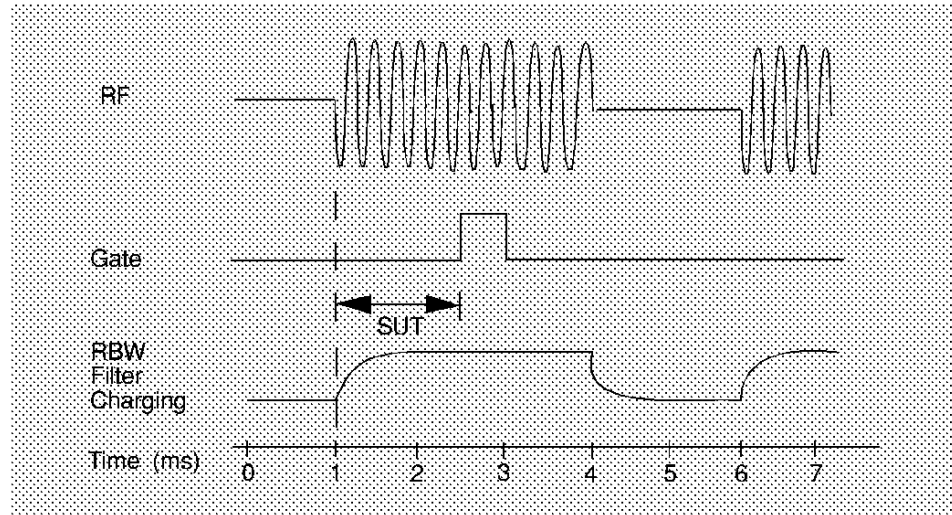 RF
Gate
SUT
RBW
Filter
Charging
Time (ms)
0 1 2 3 4 5 6 7